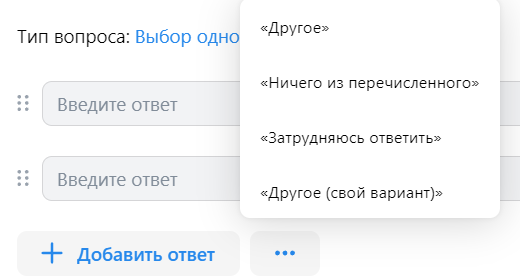 «Другое»
Тип вопроса: Выбор одно
«Ничего из перечисленного»
Введите ответ
«Затрудняюсь ответить»
Введите ответ
«Другое (свой вариант)»
+ Добавить ответ
•••